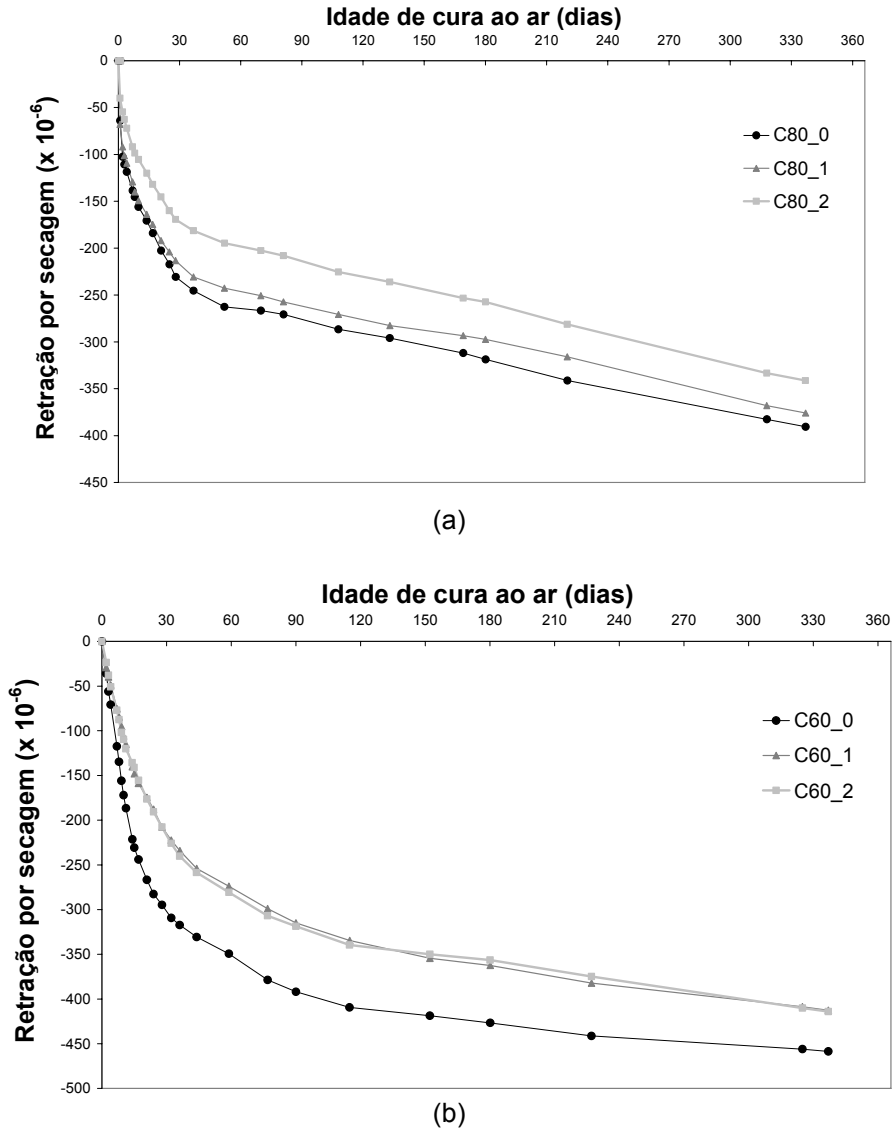 Idade de cura ao ar (dias)
0 30 60 90 120 150 180 210 240 270 300 330 360
Retração por secagem (x 10⁻⁶)
0
-50
-100
-150
-200
-250
-300
-350
-400
-450
C80_0
C80_1
C80_2
(a)
Idade de cura ao ar (dias)
0 30 60 90 120 150 180 210 240 270 300 330 360
Retração por secagem (x 10⁻⁶)
0
-50
-100
-150
-200
-250
-300
-350
-400
-450
-500
C60_0
C60_1
C60_2
(b)